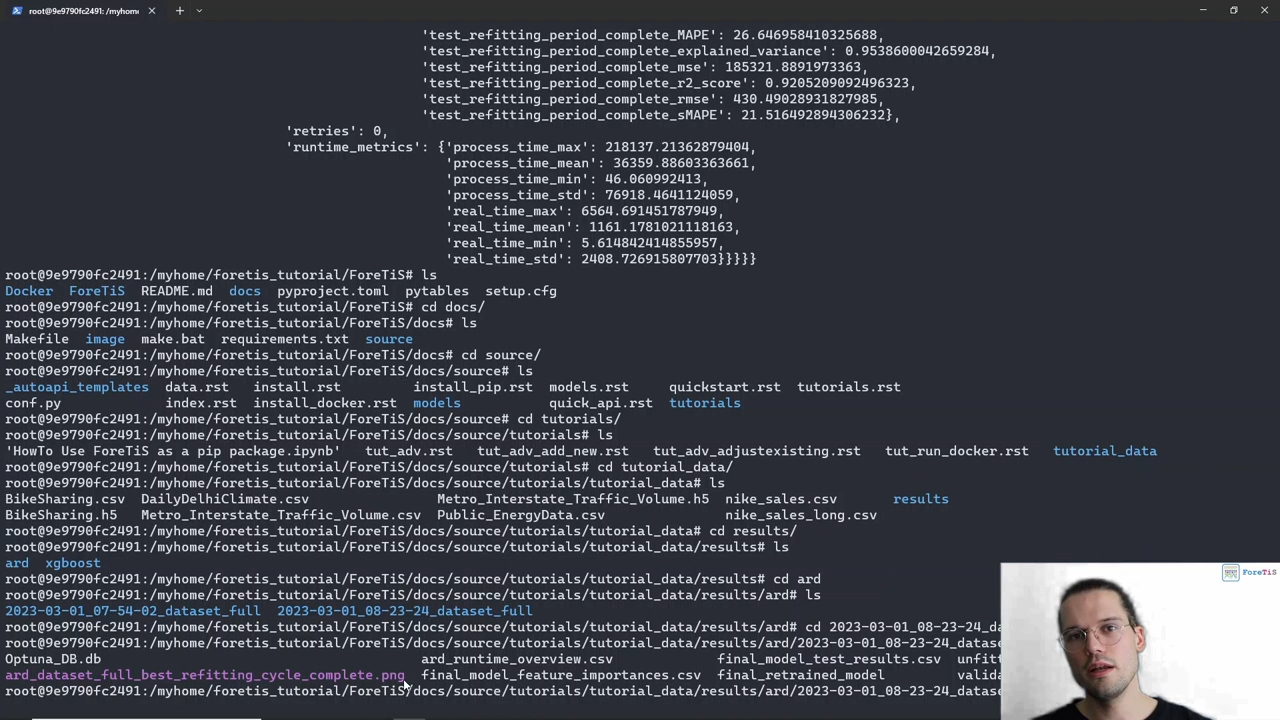 root@9e9790fc2491: /myhome
'test_refitting_period_complete_MAPE': 26.646958410325688,
'test_refitting_period_complete_explained_variance': 0.9538600042659284,
'test_refitting_period_complete_mse': 185321.8891973363,
'test_refitting_period_complete_r2_score': 0.9205209092496323,
'test_refitting_period_complete_rmse': 430.49028931827985,
'test_refitting_period_complete_sMAPE': 21.516492894306232},
'retries': 0,
'runtime_metrics': {'process_time_max': 218137.21362879404,
'process_time_mean': 36359.88603363661,
'process_time_min': 46.060992413,
'process_time_std': 76918.4641124059,
'real_time_max': 6564.691451787949,
'real_time_mean': 1161.1781021118163,
'real_time_min': 5.614842414855957,
'real_time_std': 2408.726915807703}}}}}
root@9e9790fc2491:/myhome/foretis_tutorial/ForeTiS# ls
Docker ForeTiS README.md docs pyproject.toml pytables setup.cfg
root@9e9790fc2491:/myhome/foretis_tutorial/ForeTiS# cd docs/
root@9e9790fc2491:/myhome/foretis_tutorial/ForeTiS/docs# ls
Makefile image make.bat requirements.txt source
root@9e9790fc2491:/myhome/foretis_tutorial/ForeTiS/docs# cd source/
root@9e9790fc2491:/myhome/foretis_tutorial/ForeTiS/docs/source# ls
_autoapi_templates data.rst install.rst install_pip.rst models.rst quickstart.rst tutorials.rst
conf.py index.rst install_docker.rst models quick_api.rst tutorials
root@9e9790fc2491:/myhome/foretis_tutorial/ForeTiS/docs/source# cd tutorials/
root@9e9790fc2491:/myhome/foretis_tutorial/ForeTiS/docs/source/tutorials# ls
'HowTo Use ForeTiS as a pip package.ipynb' tut_adv.rst tut_adv_add_new.rst tut_adv_adjustexisting.rst tut_run_docker.rst tutorial_data
root@9e9790fc2491:/myhome/foretis_tutorial/ForeTiS/docs/source/tutorials# cd tutorial_data/
root@9e9790fc2491:/myhome/foretis_tutorial/ForeTiS/docs/source/tutorials/tutorial_data# ls
BikeSharing.csv DailyDelhiClimate.csv Metro_Interstate_Traffic_Volume.h5 nike_sales.csv results
BikeSharing.h5 Metro_Interstate_Traffic_Volume.csv Public_EnergyData.csv nike_sales_long.csv
root@9e9790fc2491:/myhome/foretis_tutorial/ForeTiS/docs/source/tutorials/tutorial_data# cd results/
root@9e9790fc2491:/myhome/foretis_tutorial/ForeTiS/docs/source/tutorials/tutorial_data/results# ls
ard xgboost
root@9e9790fc2491:/myhome/foretis_tutorial/ForeTiS/docs/source/tutorials/tutorial_data/results# cd ard
root@9e9790fc2491:/myhome/foretis_tutorial/ForeTiS/docs/source/tutorials/tutorial_data/results/ard# ls
2023-03-01_07-54-02_dataset_full 2023-03-01_08-23-24_dataset_full
root@9e9790fc2491:/myhome/foretis_tutorial/ForeTiS/docs/source/tutorials/tutorial_data/results/ard# cd 2023-03-01_08-23-24_da
root@9e9790fc2491:/myhome/foretis_tutorial/ForeTiS/docs/source/tutorials/tutorial_data/results/ard/2023-03-01_08-23-24_da
Optuna_DB.db ard_runtime_overview.csv final_model_test_results.csv unfit
ard_dataset_full_best_refitting_cycle_complete.png final_model_feature_importances.csv final_retrained_model valid
root@9e9790fc2491:/myhome/foretis_tutorial/ForeTiS/docs/source/tutorials/tutorial_data/results/ard/2023-03-01_08-23-24_da
ForeTiS